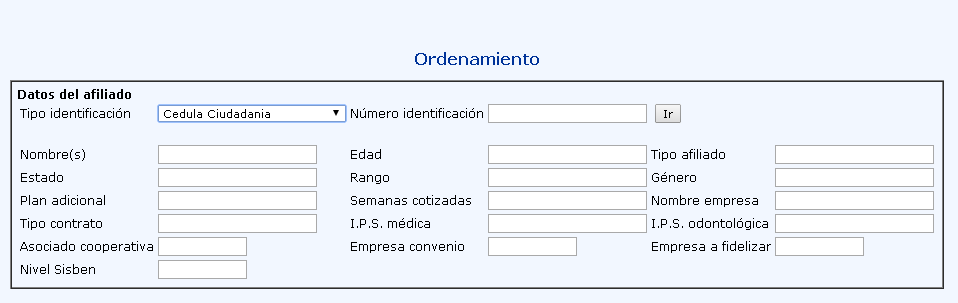 Ordenamiento
Datos del afiliado
Tipo identificación Cedula Ciudadania Número identificación Ir
Nombre(s) Edad Tipo afiliado
Estado Rango Género
Plan adicional Semanas cotizadas Nombre empresa
Tipo contrato I.P.S. médica I.P.S. odontológica
Asociado cooperativa Empresa convenio Empresa a fidelizar
Nivel Sisben